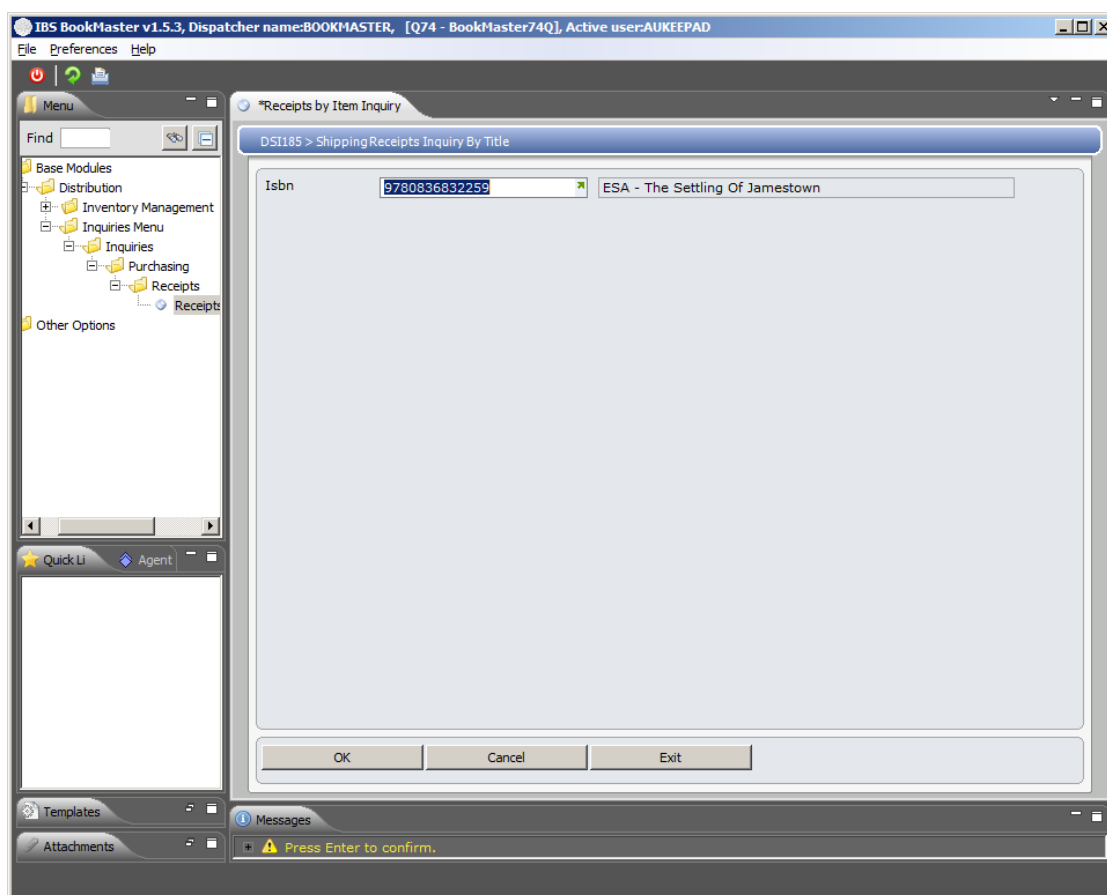 IBS BookMaster v1.5.3, Dispatcher name:BOOKMASTER, [Q74 - BookMaster74Q], Active user:AUKEEPAD
File Preferences Help
Menu
*Receipts by Item Inquiry
Find
DSI185 > Shipping Receipts Inquiry By Title
Base Modules
Distribution
Inventory Management
Inquiries Menu
Inquiries
Purchasing
Receipts
Receipts
Other Options
Isbn 9780836832259 ESA - The Settling Of Jamestown
Quick Li Agent
OK Cancel Exit
Templates
Attachments
Messages
Press Enter to confirm.